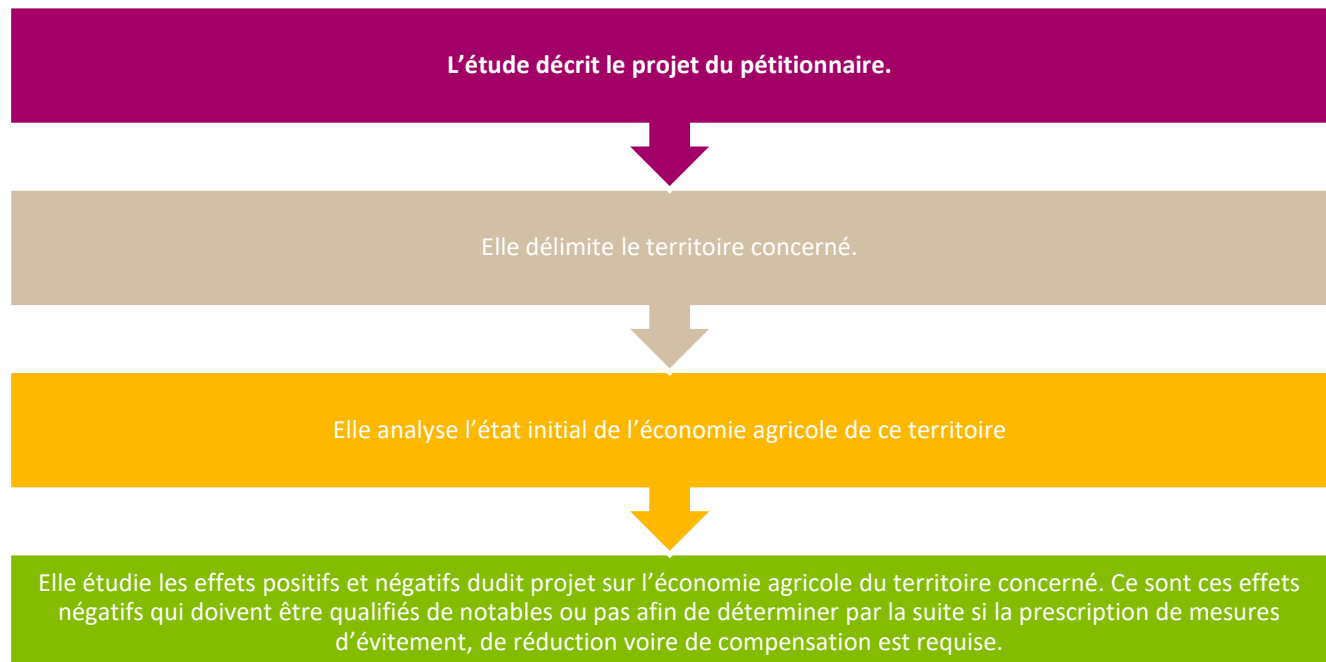 L’étude décrit le projet du pétitionnaire.
Elle délimite le territoire concerné.
Elle analyse l’état initial de l’économie agricole de ce territoire
Elle étudie les effets positifs et négatifs dudit projet sur l’économie agricole du territoire concerné. Ce sont ces effets
négatifs qui doivent être qualifiés de notables ou pas afin de déterminer par la suite si la prescription de mesures
d’évitement, de réduction voire de compensation est requise.